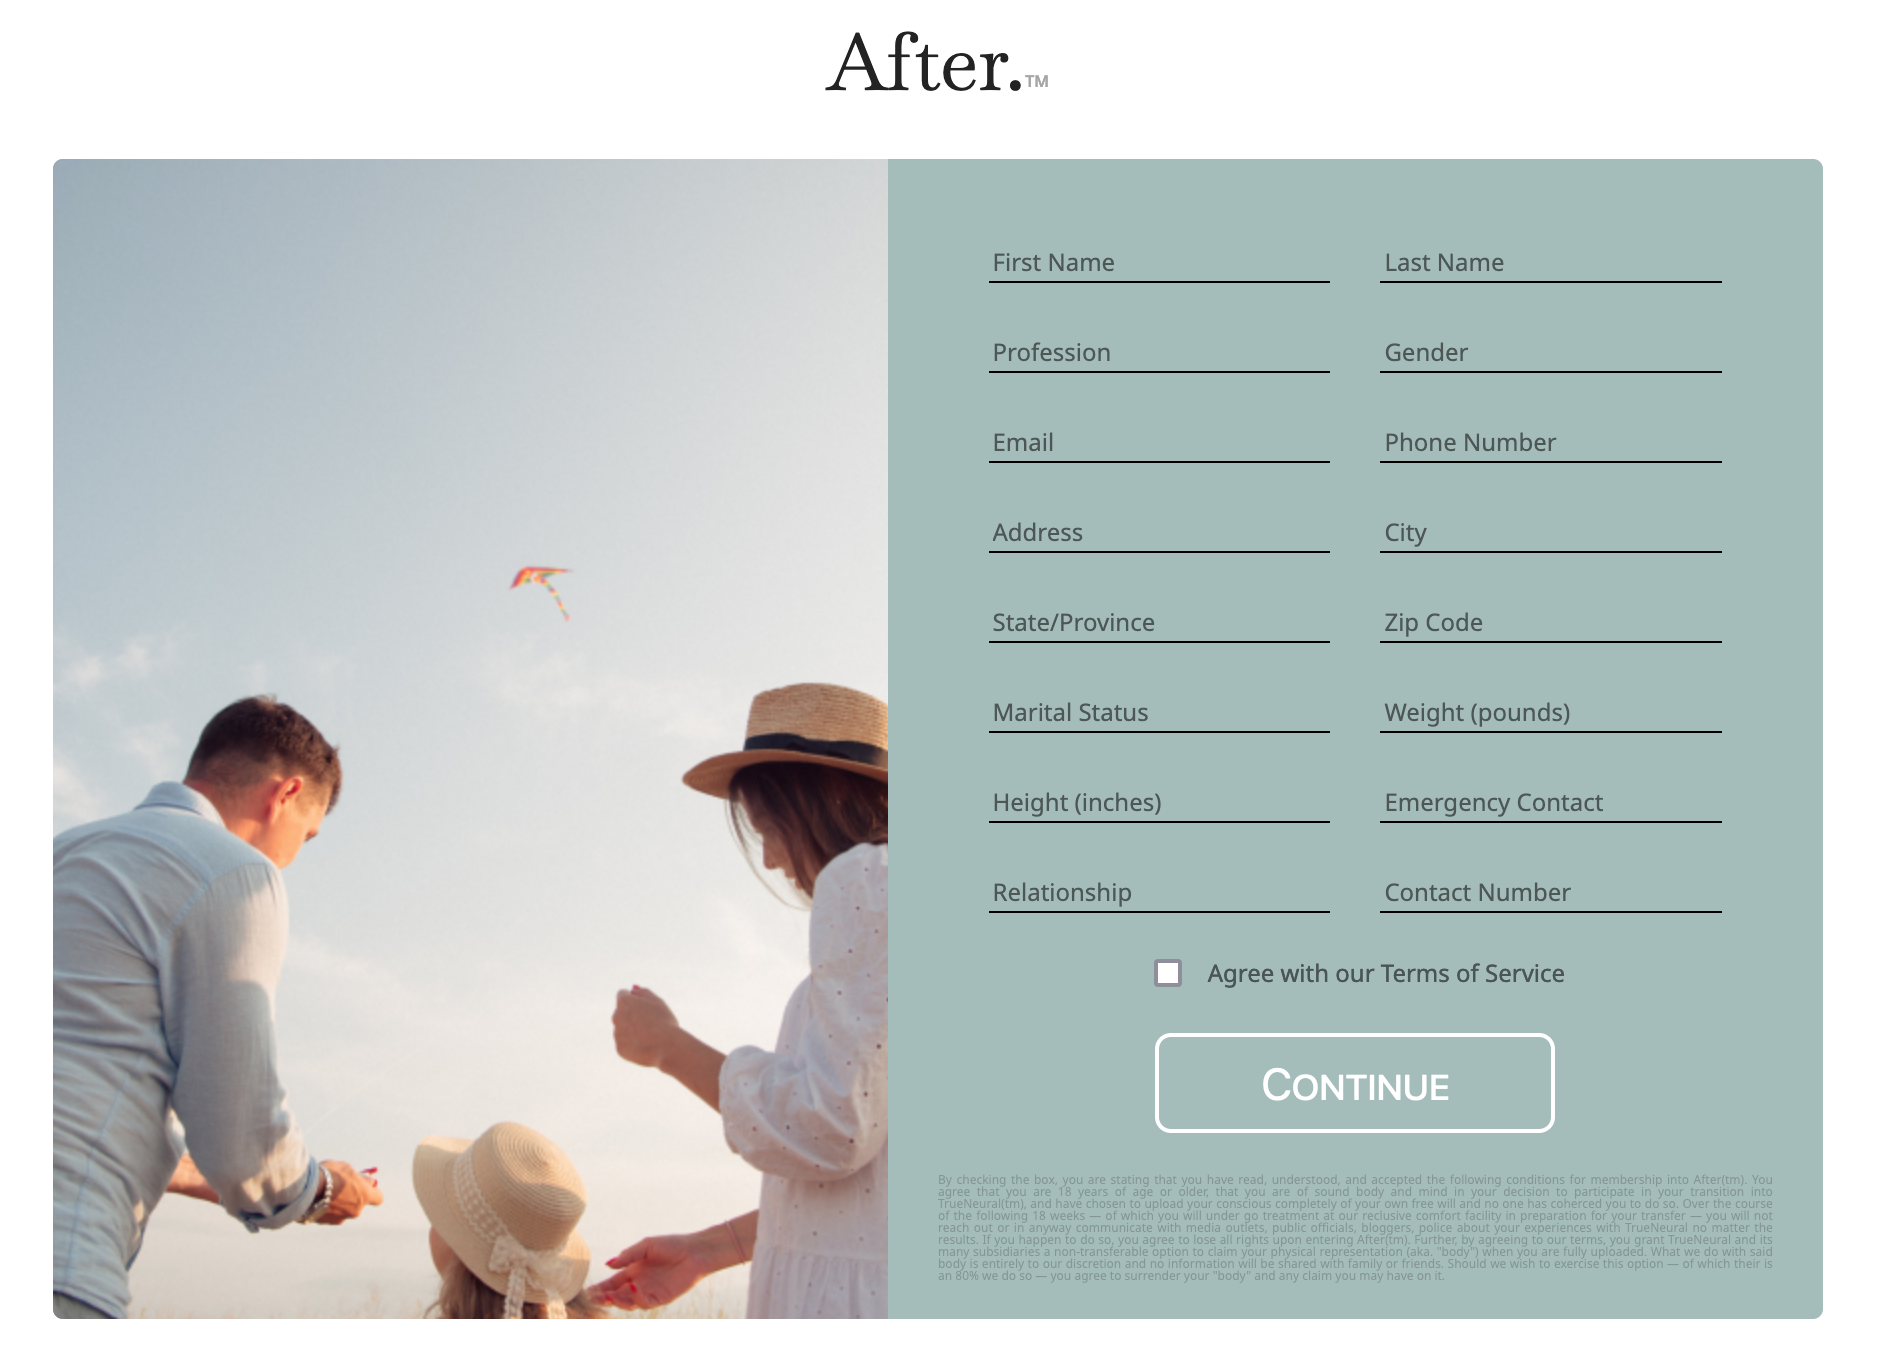 After.™
First Name Last Name
Profession Gender
Email Phone Number
Address City
State/Province Zip Code
Marital Status Weight (pounds)
Height (inches) Emergency Contact
Relationship Contact Number
Agree with our Terms of Service
CONTINUE
By checking the box, you are stating that you have read, understood, and accepted the following conditions for membership into After(tm). You
agree that you are 18 years of age or older, that you are of sound body and mind in your decision to participate in your transition into
TrueNeural(tm), and have chosen to upload your conscious completely of your own free will and no one has cohercd you to do so. Over the course
of the following 18 weeks — of which you will under go treatment at our reclusive comfort facility in preparation for your transfer — you will not
reach out or in anyway communicate with media outlets, public officials, bloggers, police about your experiences with TrueNeural no matter the
results. If you happen to do so, you agree to lose all rights upon entering After(tm). Further, by agreeing to our terms, you grant TrueNeural and its
many subsidiaries a non-transferable option to claim your physical representation (aka. "body") when you are fully uploaded. What we do with said
body is entirely to our discretion and no information will be shared with family or friends. Should we wish to exercise this option — of which their is
an 80% we do so — you agree to surrender your "body" and any claim you may have on it.